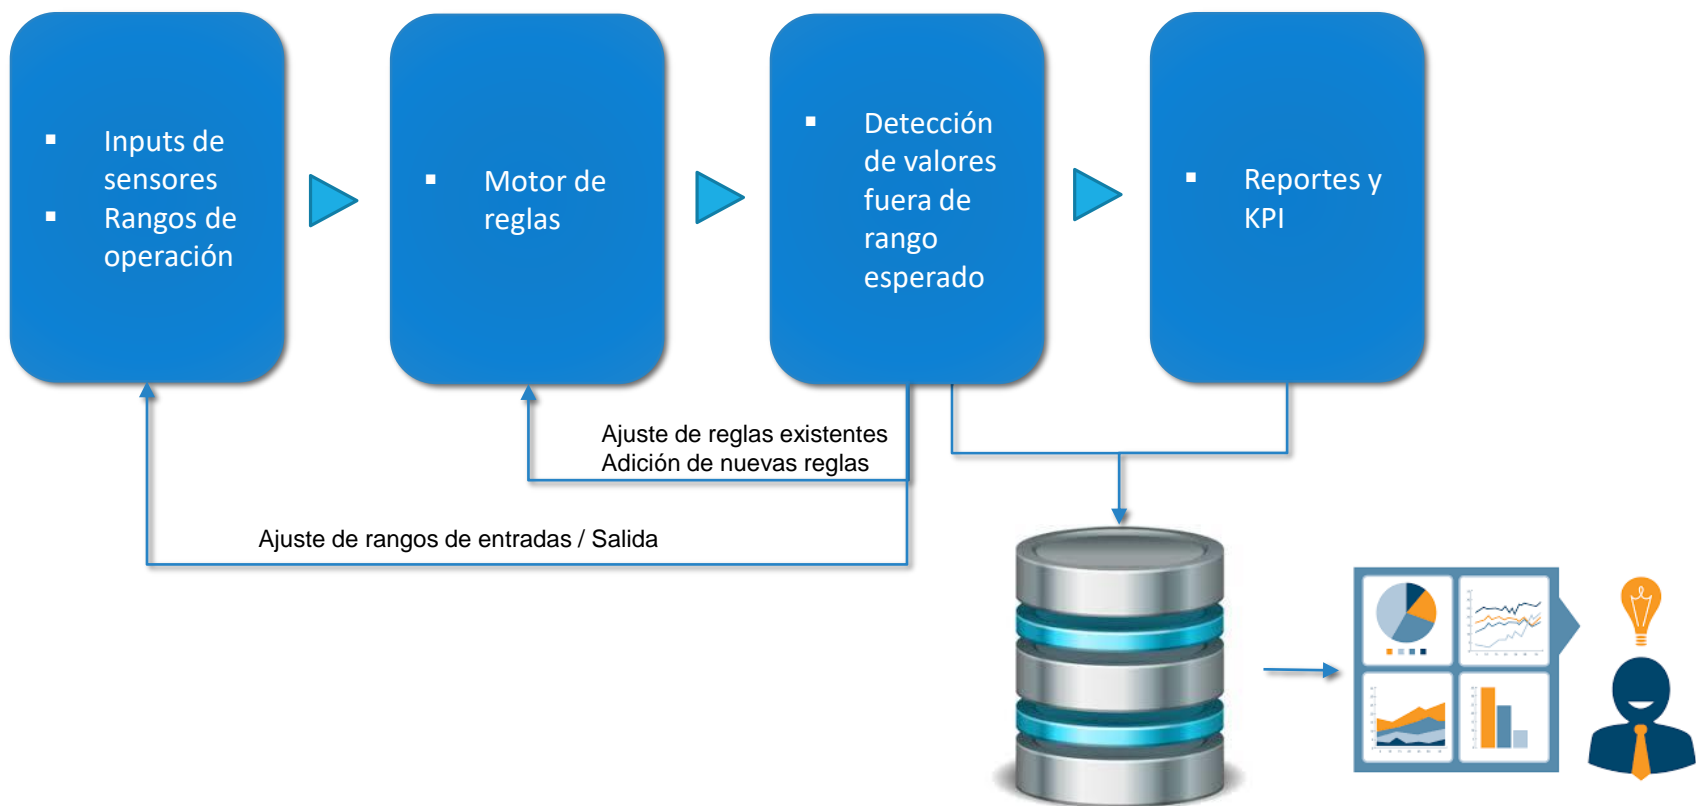 Inputs de
sensores
Rangos de
operación
Motor de
reglas
Detección
de valores
fuera de
rango
esperado
Reportes y
KPI
Ajuste de reglas existentes
Adición de nuevas reglas
Ajuste de rangos de entradas / Salida